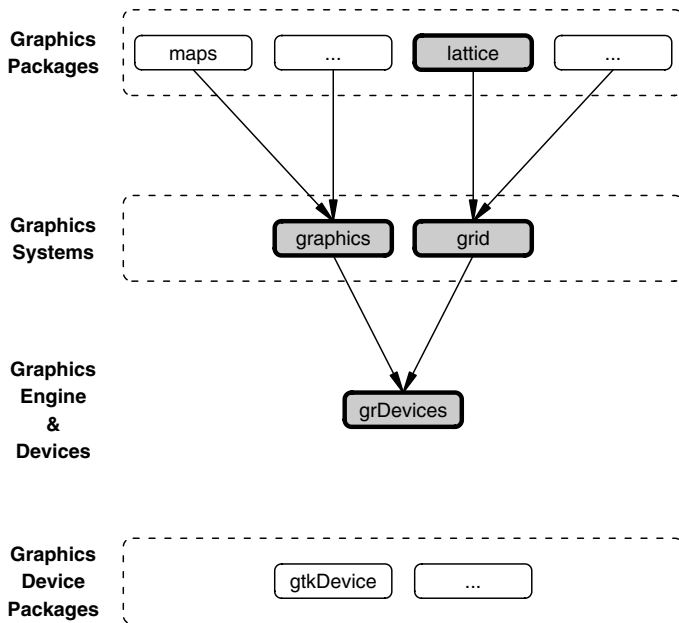 Graphics
Packages
maps
...
lattice
...
Graphics
Systems
graphics
grid
Graphics
Engine
&
Devices
grDevices
Graphics
Device
Packages
gtkDevice
...